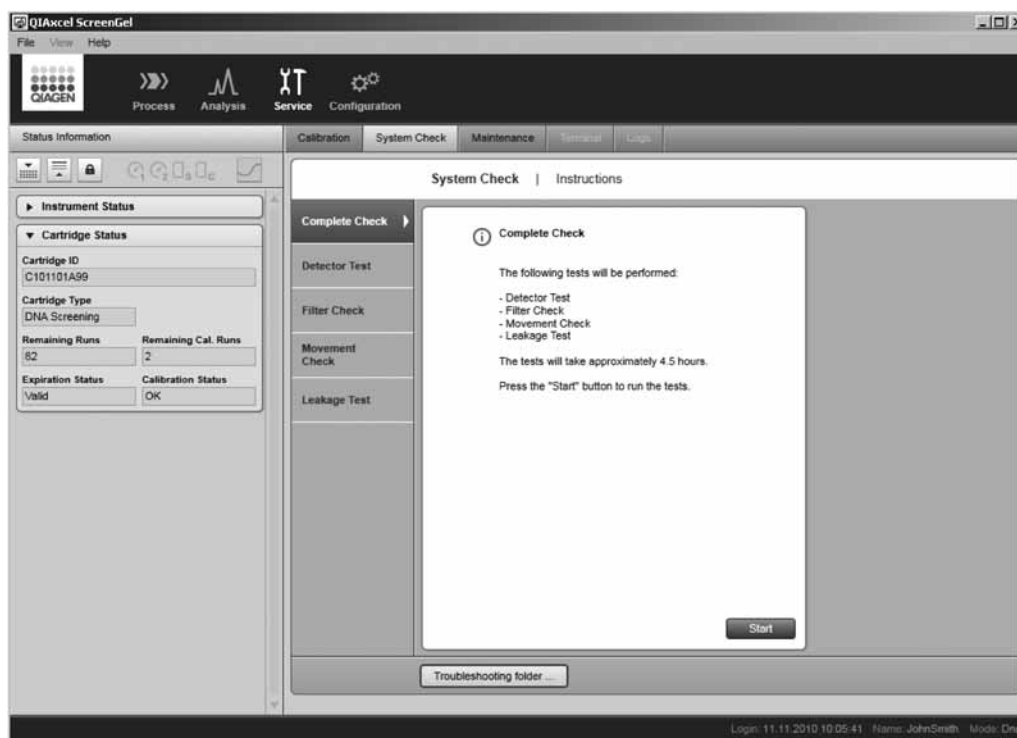 QIAxcel ScreenGel
File View Help
QIAGEN
Process Analysis Service Configuration
Status Information
Calibration System Check Maintenance Terminal Logs
System Check | Instructions
Instrument Status
Cartridge Status
Cartridge ID
C101101A99
Cartridge Type
DNA Screening
Remaining Runs Remaining Cal. Runs
62 2
Expiration Status Calibration Status
Valid OK
Complete Check
Detector Test
Filter Check
Movement
Check
Leakage Test
Complete Check
The following tests will be performed:
- Detector Test
- Filter Check
- Movement Check
- Leakage Test
The tests will take approximately 4.5 hours.
Press the "Start" button to run the tests.
Start
Troubleshooting folder ...
Login: 11.11.2010 10:05:41 Name: JohnSmith Mode: